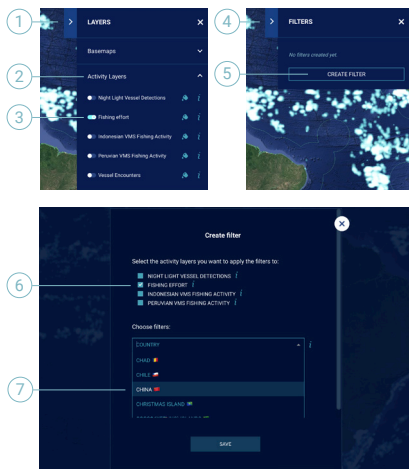 1
LAYERS
Basemaps
2
Activity Layers
Night Light Vessel Detections i
3
Fishing effort i
Indonesian VMS Fishing Activity i
Peruvian VMS Fishing Activity i
Vessel Encounters i
4
FILTERS
No filters created yet.
5
CREATE FILTER
Create filter
Select the activity layers you want to apply the filters to:
NIGHT LIGHT VESSEL DETECTIONS i
6
FISHING EFFORT i
INDONESIAN VMS FISHING ACTIVITY i
PERUVIAN VMS FISHING ACTIVITY i
Choose filters:
COUNTRY i
CHAD
CHILE
7
CHINA
CHRISTMAS ISLAND
SAVE